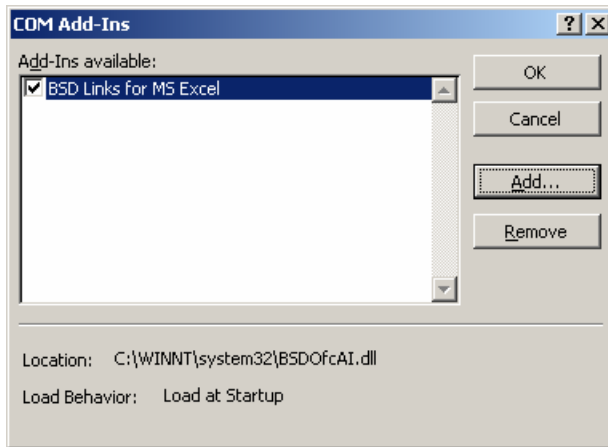 COM Add-Ins
Add-Ins available:
BSD Links for MS Excel
OK
Cancel
Add...
Remove
Location: C:\WINNT\system32\BSDOfcAI.dll
Load Behavior: Load at Startup